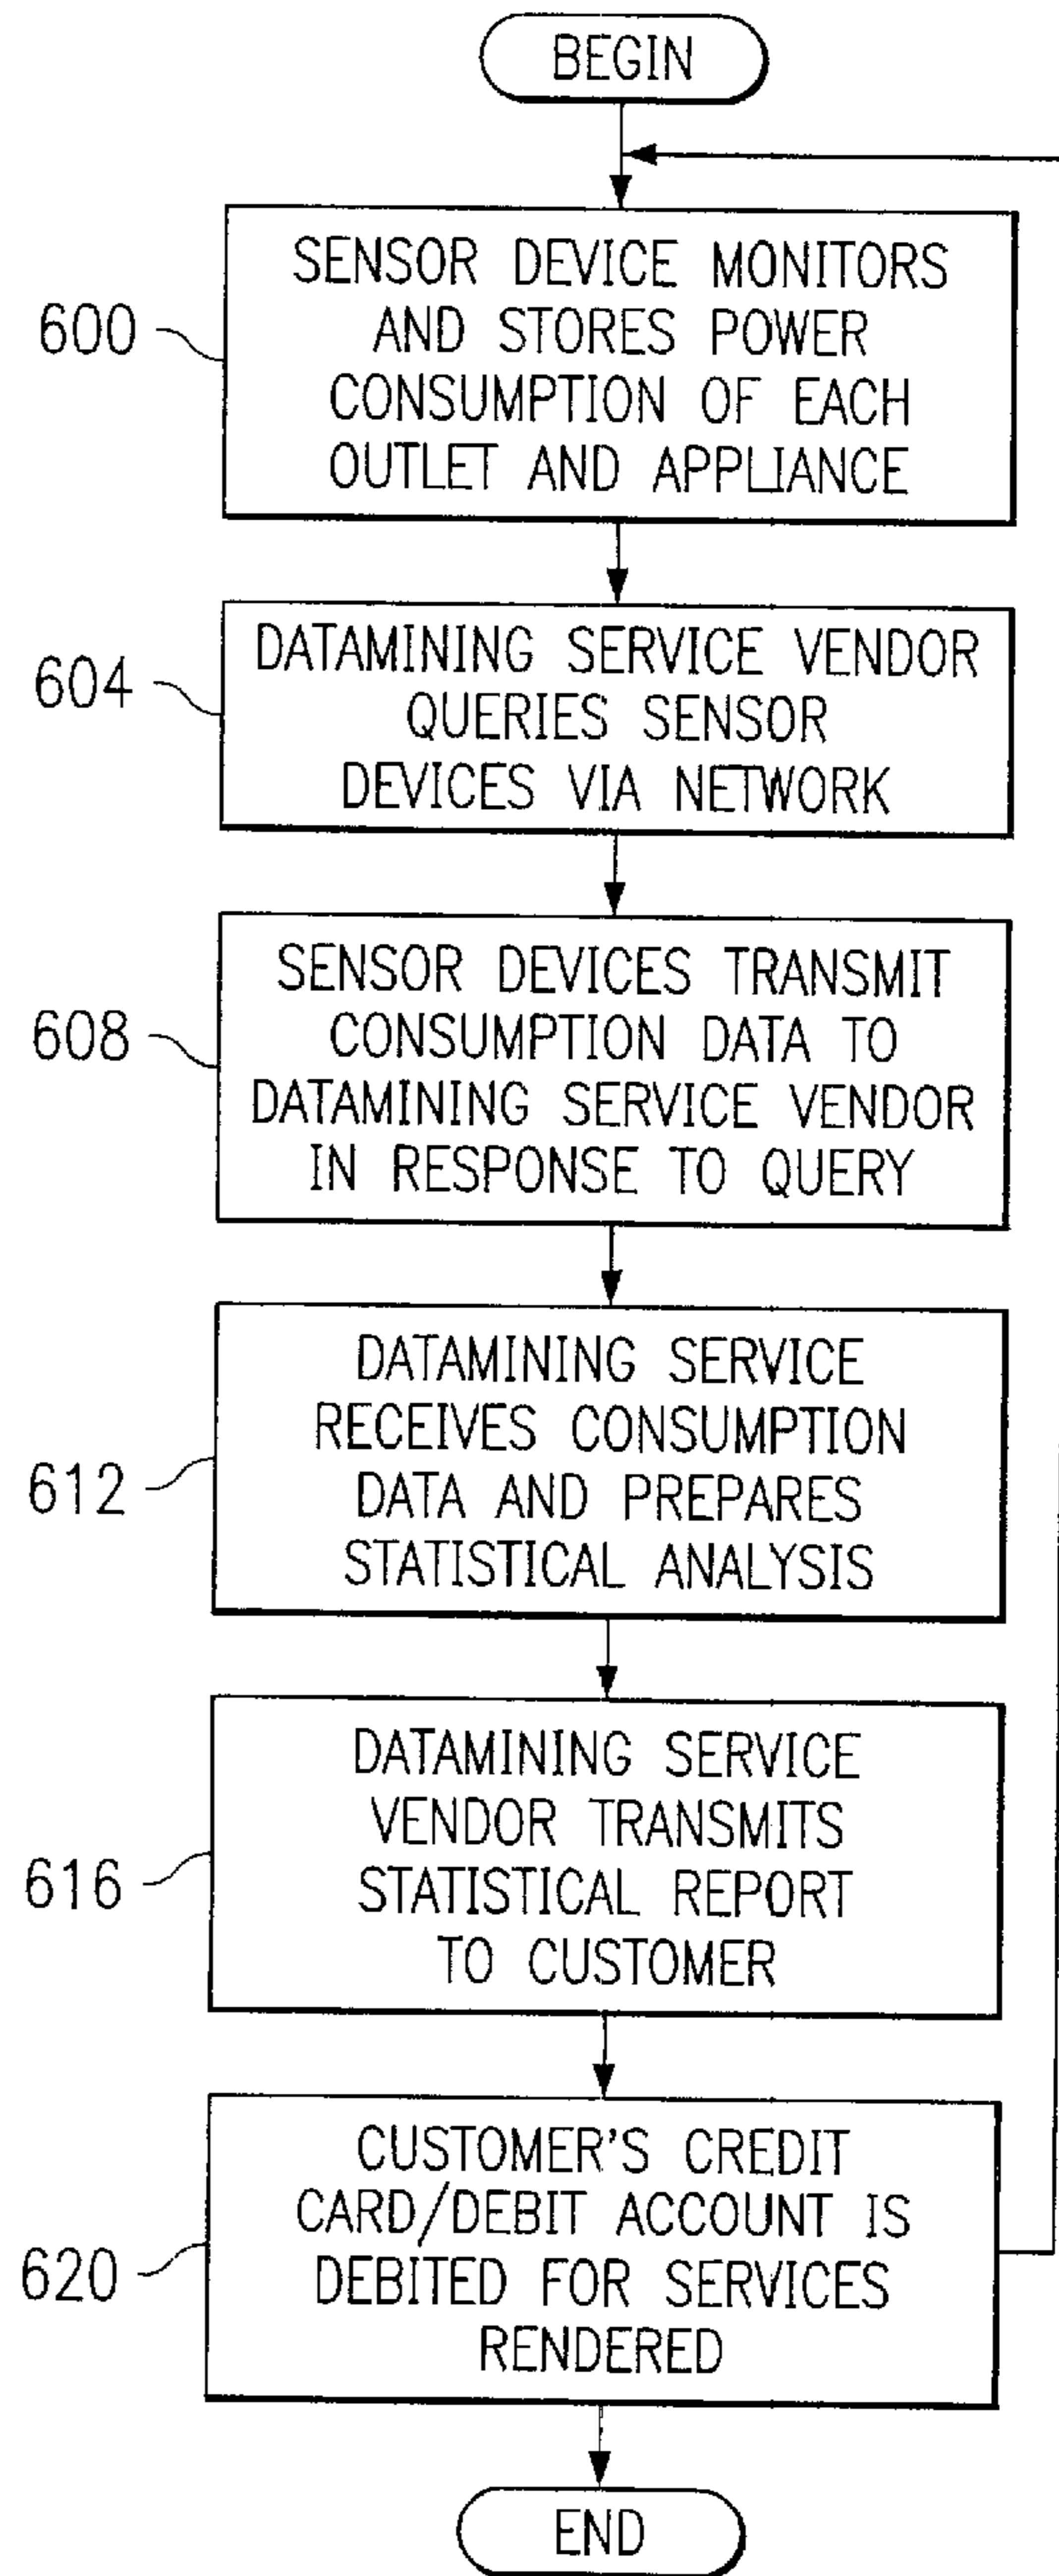 BEGIN
600
SENSOR DEVICE MONITORS
AND STORES POWER
CONSUMPTION OF EACH
OUTLET AND APPLIANCE
604
DATAMINING SERVICE VENDOR
QUERIES SENSOR
DEVICES VIA NETWORK
608
SENSOR DEVICES TRANSMIT
CONSUMPTION DATA TO
DATAMINING SERVICE VENDOR
IN RESPONSE TO QUERY
612
DATAMINING SERVICE
RECEIVES CONSUMPTION
DATA AND PREPARES
STATISTICAL ANALYSIS
616
DATAMINING SERVICE
VENDOR TRANSMITS
STATISTICAL REPORT
TO CUSTOMER
620
CUSTOMER'S CREDIT
CARD/DEBIT ACCOUNT IS
DEBITED FOR SERVICES
RENDERED
END